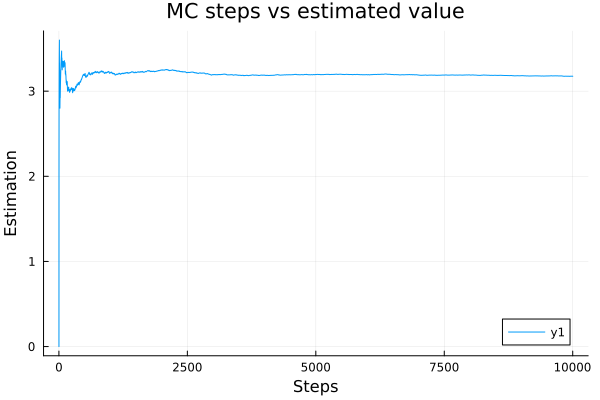 MC steps vs estimated value
Estimation
3
2
1
0
y1
0 2500 5000 7500 10000
Steps